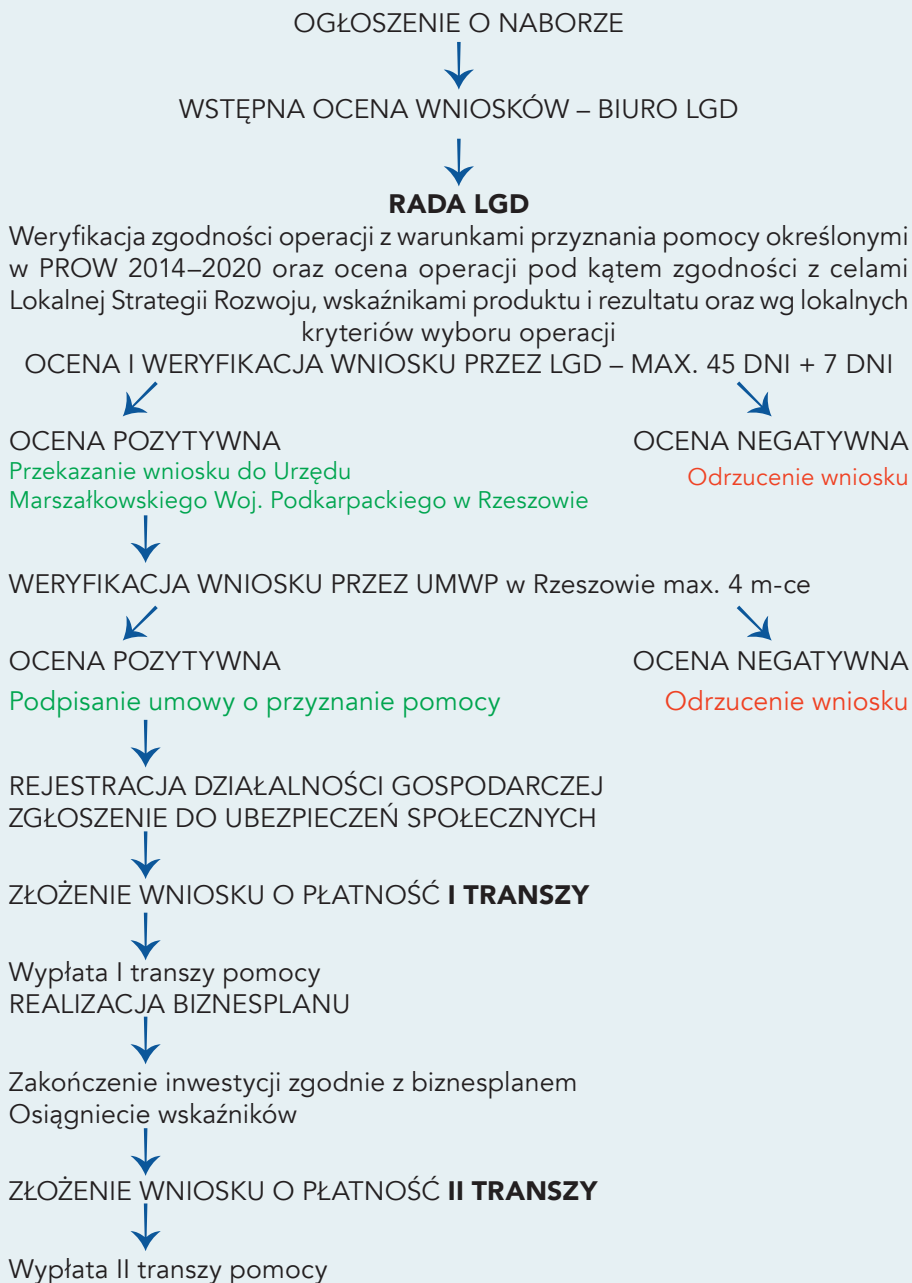 OGŁOSZENIE O NABORZE
WSTĘPNA OCENA WNIOSKÓW – BIURO LGD
RADA LGD
Weryfikacja zgodności operacji z warunkami przyznania pomocy określonymi
w PROW 2014–2020 oraz ocena operacji pod kątem zgodności z celami
Lokalnej Strategii Rozwoju, wskaźnikami produktu i rezultatu oraz wg lokalnych
kryteriów wyboru operacji
OCENA I WERYFIKACJA WNIOSKU PRZEZ LGD – MAX. 45 DNI + 7 DNI
OCENA POZYTYWNA
Przekazanie wniosku do Urzędu
Marszałkowskiego Woj. Podkarpackiego w Rzeszowie
OCENA NEGATYWNA
Odrzucenie wniosku
WERYFIKACJA WNIOSKU PRZEZ UMWP w Rzeszowie max. 4 m-ce
OCENA POZYTYWNA
Podpisanie umowy o przyznanie pomocy
OCENA NEGATYWNA
Odrzucenie wniosku
REJESTRACJA DZIAŁALNOŚCI GOSPODARCZEJ
ZGŁOSZENIE DO UBEZPIECZEŃ SPOŁECZNYCH
ZŁOŻENIE WNIOSKU O PŁATNOŚĆ I TRANSZY
Wypłata I transzy pomocy
REALIZACJA BIZNESPLANU
Zakończenie inwestycji zgodnie z biznesplanem
Osiągniecie wskaźników
ZŁOŻENIE WNIOSKU O PŁATNOŚĆ II TRANSZY
Wypłata II transzy pomocy